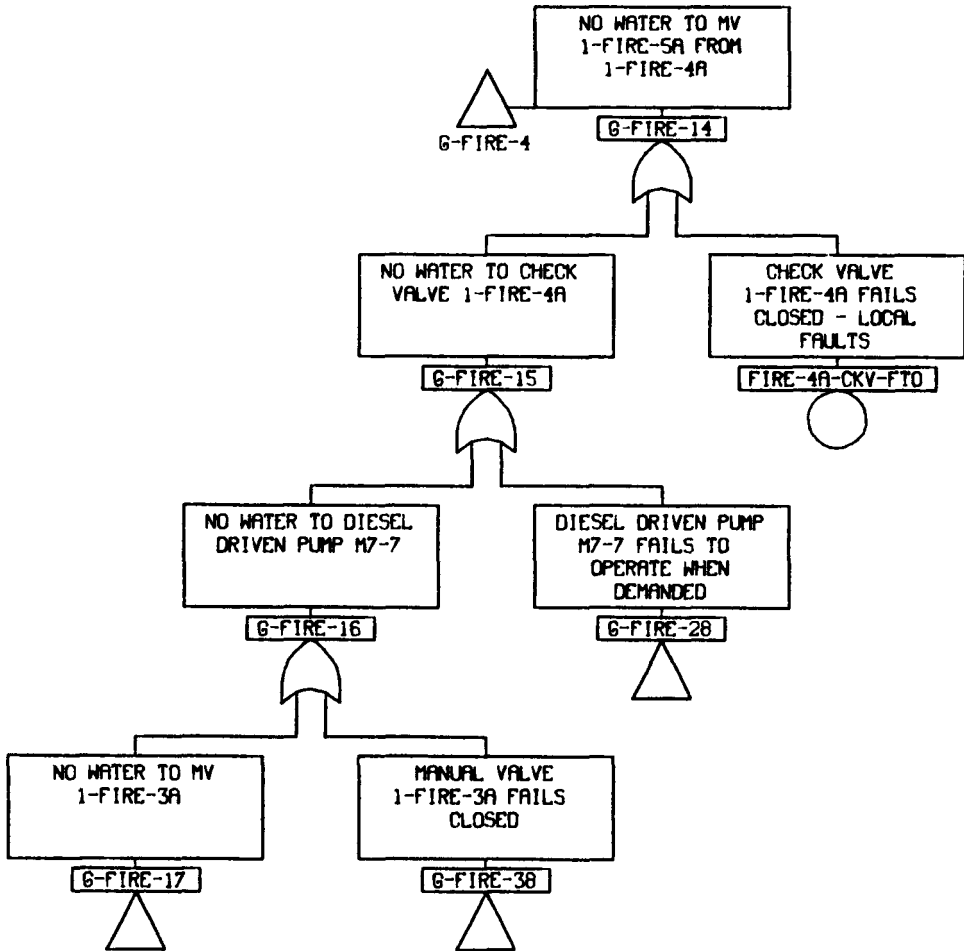 NO WATER TO MV
1-FIRE-5A FROM
1-FIRE-4A
G-FIRE-4
G-FIRE-14
NO WATER TO CHECK
VALVE 1-FIRE-4A
G-FIRE-15
CHECK VALVE
1-FIRE-4A FAILS
CLOSED - LOCAL
FAULTS
FIRE-4A-CKV-FTO
NO WATER TO DIESEL
DRIVEN PUMP M7-7
G-FIRE-16
DIESEL DRIVEN PUMP
M7-7 FAILS TO
OPERATE WHEN
DEMANDED
G-FIRE-28
NO WATER TO MV
1-FIRE-3A
G-FIRE-17
MANUAL VALVE
1-FIRE-3A FAILS
CLOSED
G-FIRE-38